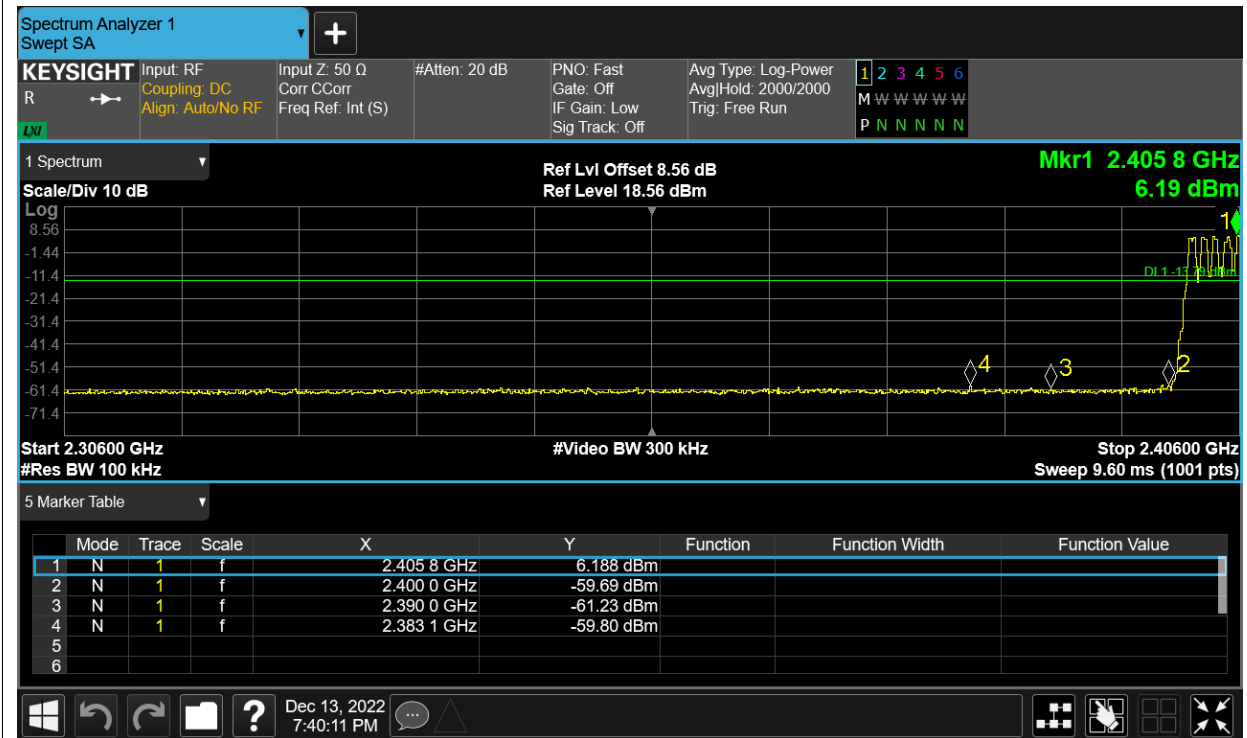 Spectrum Analyzer 1
Swept SA
KEYSIGHT
R
LXI
Input: RF
Coupling: DC
Align: Auto/No RF
Input Z: 50 Ω
Corr CCorr
Freq Ref: Int (S)
#Atten: 20 dB
PNO: Fast
Gate: Off
IF Gain: Low
Sig Track: Off
Avg Type: Log-Power
Avg|Hold: 2000/2000
Trig: Free Run
1 2 3 4 5 6
M W W W W W
P N N N N N
1 Spectrum
Scale/Div 10 dB
Ref Lvl Offset 8.56 dB
Ref Level 18.56 dBm
Mkr1 2.405 8 GHz
6.19 dBm
Log
1
8.56
-1.44
-11.4
DL1 -13.79 dBm
-21.4
-31.4
-41.4
-51.4
4
3
2
-61.4
-71.4
Start 2.30600 GHz
#Video BW 300 kHz
Stop 2.40600 GHz
#Res BW 100 kHz
Sweep 9.60 ms (1001 pts)
5 Marker Table
Mode Trace Scale X Y Function Function Width Function Value
1 N 1 f 2.405 8 GHz 6.188 dBm
2 N 1 f 2.400 0 GHz -59.69 dBm
3 N 1 f 2.390 0 GHz -61.23 dBm
4 N 1 f 2.383 1 GHz -59.80 dBm
5
6
?
Dec 13, 2022
7:40:11 PM